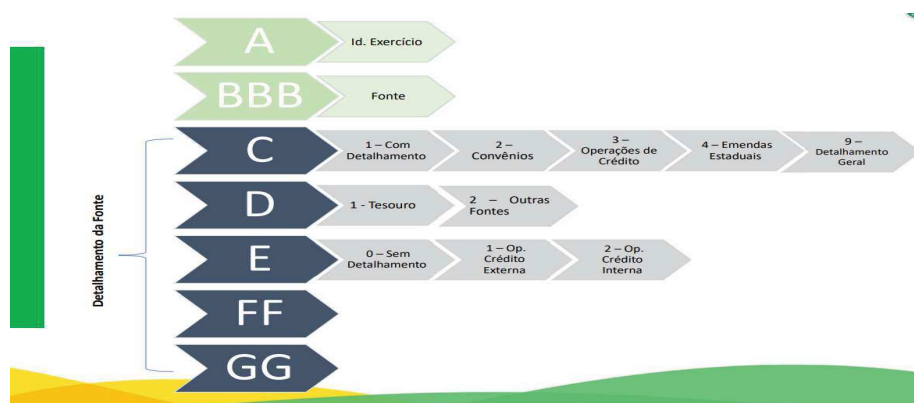 A
Id. Exercício
BBB
Fonte
Detalhamento da Fonte
C
1 – Com
Detalhamento
2 –
Convênios
3 –
Operações de
Crédito
4 – Emendas
Estaduais
9 –
Detalhamento
Geral
D
1 - Tesouro
2 – Outras
Fontes
E
0 – Sem
Detalhamento
1 – Op.
Crédito
Externa
2 – Op.
Crédito
Interna
FF
GG